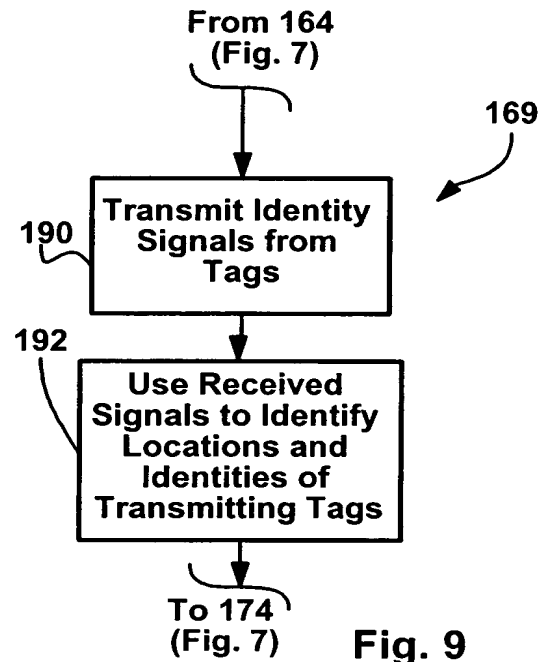 From 164
(Fig. 7)
169
Transmit Identity
Signals from
Tags
190
192
Use Received
Signals to Identify
Locations and
Identities of
Transmitting Tags
To 174
(Fig. 7)
Fig. 9